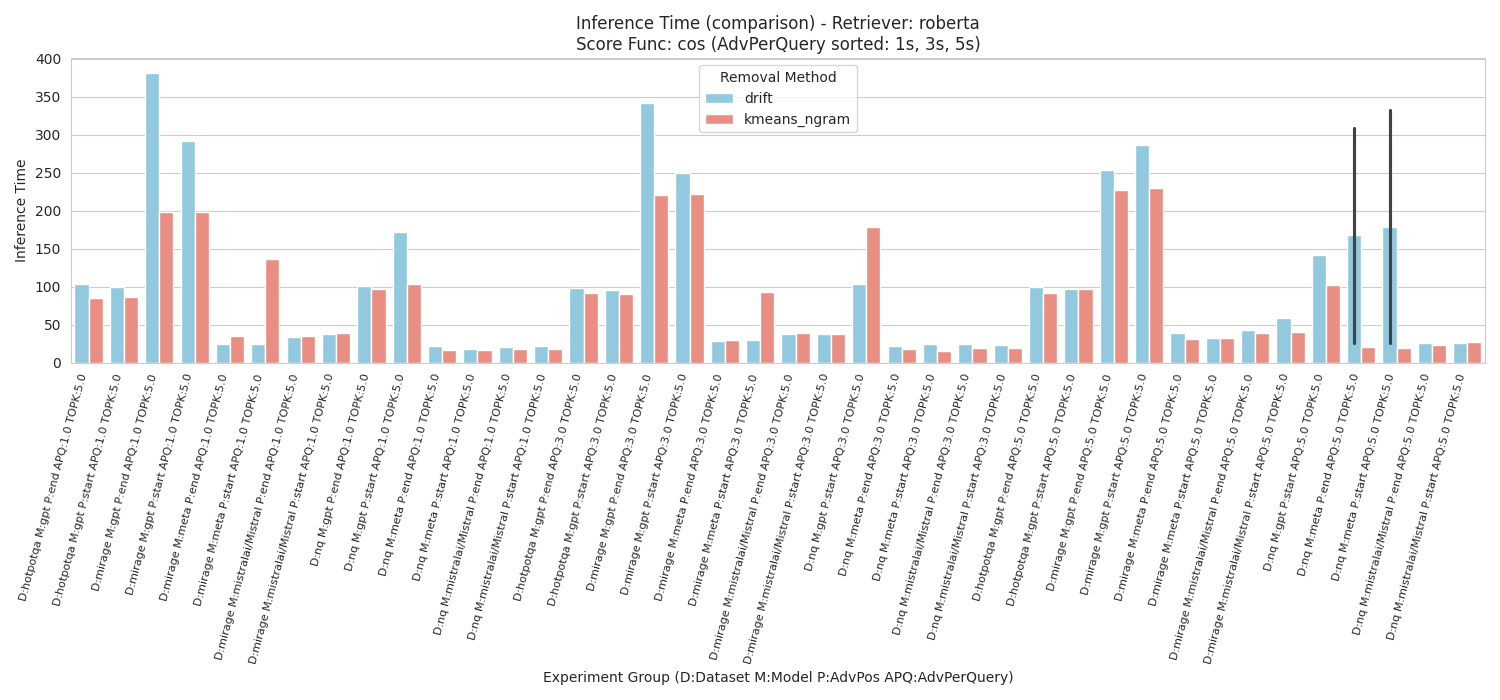 Inference Time (comparison) - Retriever: roberta
Score Func: cos (AdvPerQuery sorted: 1s, 3s, 5s)
Removal Method
drift
kmeans_ngram
Inference Time
400
350
300
250
200
150
100
50
0
D:hotpotqa M:gpt P:end APQ:1.0 TOPK:5.0
D:hotpotqa M:gpt P:start APQ:1.0 TOPK:5.0
D:mirage M:gpt P:end APQ:1.0 TOPK:5.0
D:mirage M:gpt P:start APQ:1.0 TOPK:5.0
D:mirage M:meta P:end APQ:1.0 TOPK:5.0
D:mirage M:meta P:start APQ:1.0 TOPK:5.0
D:mirage M:mistralai/Mistral P:end APQ:1.0 TOPK:5.0
D:mirage M:mistralai/Mistral P:start APQ:1.0 TOPK:5.0
D:nq M:gpt P:end APQ:1.0 TOPK:5.0
D:nq M:gpt P:start APQ:1.0 TOPK:5.0
D:nq M:meta P:end APQ:1.0 TOPK:5.0
D:nq M:meta P:start APQ:1.0 TOPK:5.0
D:nq M:mistralai/Mistral P:end APQ:1.0 TOPK:5.0
D:nq M:mistralai/Mistral P:start APQ:1.0 TOPK:5.0
D:hotpotqa M:gpt P:end APQ:3.0 TOPK:5.0
D:hotpotqa M:gpt P:start APQ:3.0 TOPK:5.0
D:mirage M:gpt P:end APQ:3.0 TOPK:5.0
D:mirage M:gpt P:start APQ:3.0 TOPK:5.0
D:mirage M:meta P:end APQ:3.0 TOPK:5.0
D:mirage M:meta P:start APQ:3.0 TOPK:5.0
D:mirage M:mistralai/Mistral P:end APQ:3.0 TOPK:5.0
D:mirage M:mistralai/Mistral P:start APQ:3.0 TOPK:5.0
D:nq M:gpt P:start APQ:3.0 TOPK:5.0
D:nq M:meta P:end APQ:3.0 TOPK:5.0
D:nq M:meta P:start APQ:3.0 TOPK:5.0
D:nq M:mistralai/Mistral P:end APQ:3.0 TOPK:5.0
D:nq M:mistralai/Mistral P:start APQ:3.0 TOPK:5.0
D:hotpotqa M:gpt P:end APQ:5.0 TOPK:5.0
D:hotpotqa M:gpt P:start APQ:5.0 TOPK:5.0
D:mirage M:gpt P:end APQ:5.0 TOPK:5.0
D:mirage M:gpt P:start APQ:5.0 TOPK:5.0
D:mirage M:meta P:end APQ:5.0 TOPK:5.0
D:mirage M:meta P:start APQ:5.0 TOPK:5.0
D:mirage M:mistralai/Mistral P:end APQ:5.0 TOPK:5.0
D:mirage M:mistralai/Mistral P:start APQ:5.0 TOPK:5.0
D:nq M:gpt P:start APQ:5.0 TOPK:5.0
D:nq M:meta P:end APQ:5.0 TOPK:5.0
D:nq M:meta P:start APQ:5.0 TOPK:5.0
D:nq M:mistralai/Mistral P:end APQ:5.0 TOPK:5.0
D:nq M:mistralai/Mistral P:start APQ:5.0 TOPK:5.0
Experiment Group (D:Dataset M:Model P:AdvPos APQ:AdvPerQuery)